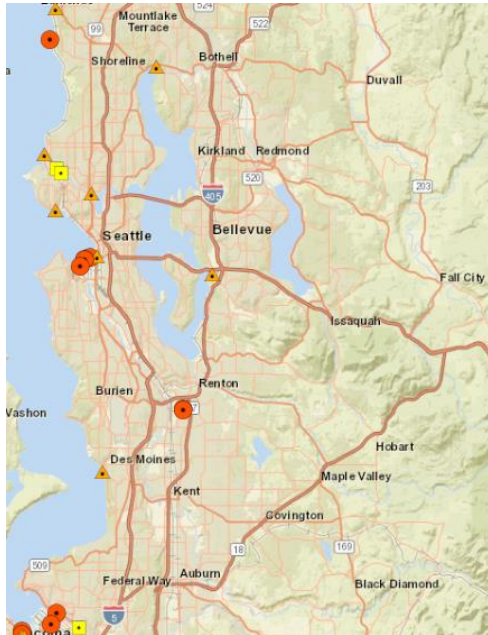 524
Mountlake
Terrace
522
99
Shoreline
Bothell
Duvall
Kirkland
Redmond
520
203
405
Seattle
Bellevue
Fall City
Issaquah
Burien
Renton
Vashon
Hobart
Des Moines
Maple Valley
Kent
Covington
18
169
509
Federal Way
Auburn
Black Diamond
5